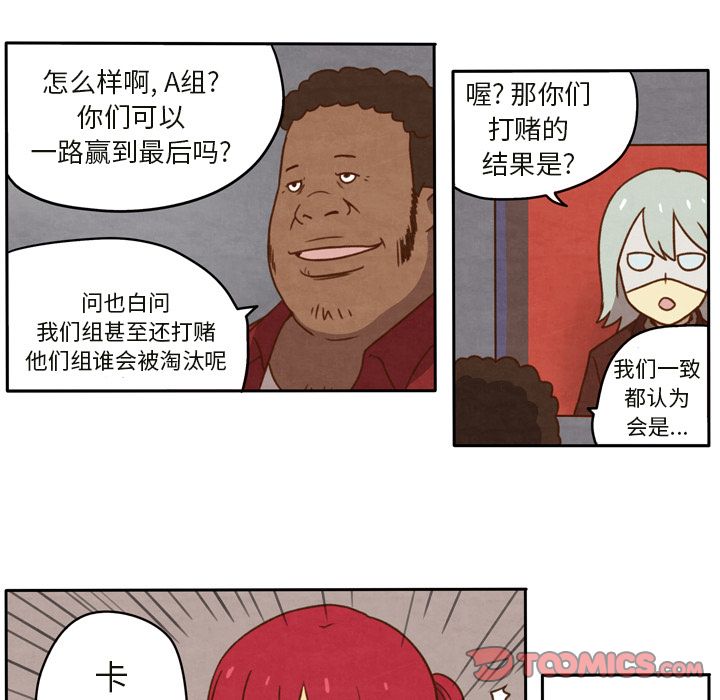 怎么样啊, A组?
你们可以
一路赢到最后吗?
问也白问
我们组甚至还打赌
他们组谁会被淘汰呢
喔? 那你们
打赌的
结果是?
我们一致
都认为
会是...
卡
TOOMICS.COM